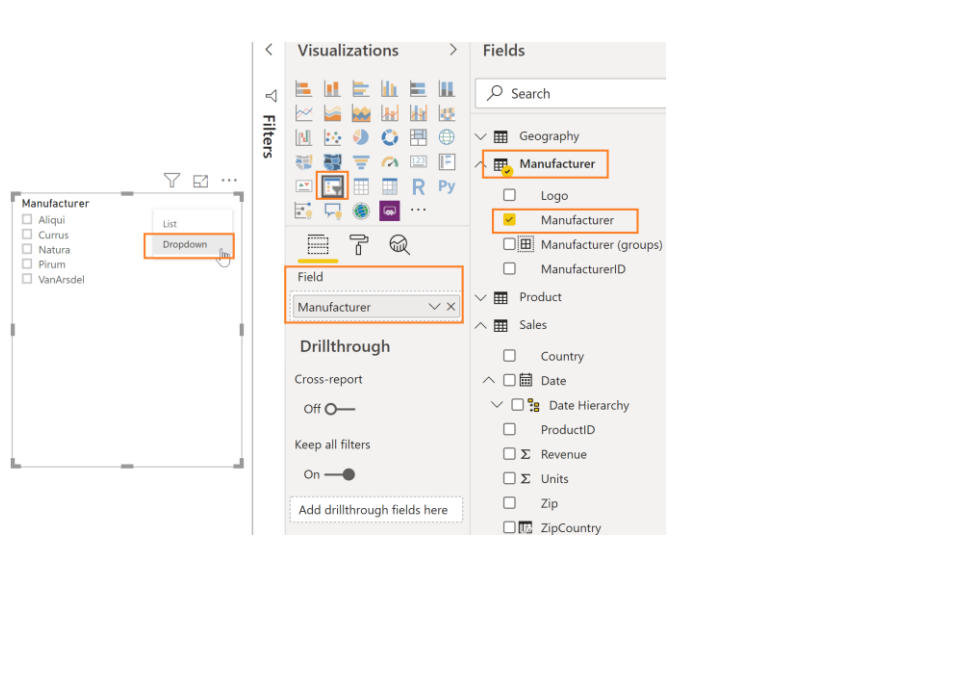 Manufacturer
Aliqui
Currus
Natura
Pirum
VanArsdel
List
Dropdown
Filters
Visualizations
123
R
Py
Field
Manufacturer
Drillthrough
Cross-report
Off
Keep all filters
On
Add drillthrough fields here
Fields
Search
Geography
Manufacturer
Logo
Manufacturer
Manufacturer (groups)
ManufacturerID
Product
Sales
Country
Date
Date Hierarchy
ProductID
Σ Revenue
Σ Units
Zip
ZipCountry